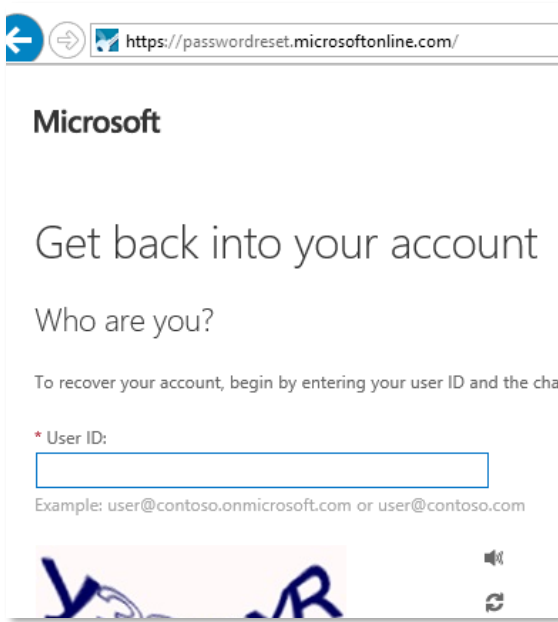 https://passwordreset.microsoftonline.com/
Microsoft
Get back into your account
Who are you?
To recover your account, begin by entering your user ID and the cha
* User ID:
Example: user@contoso.onmicrosoft.com or user@contoso.com